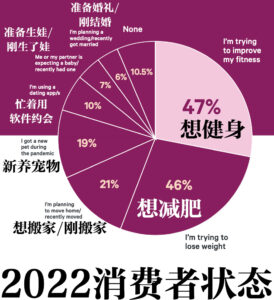 准备婚礼/
刚结婚
I'm planning a
wedding/recently
got married
None
准备生娃/
刚生了娃
Me or my partner is
expecting a baby/
recently had one
I'm using a
dating app/s
忙着用
软件约会
I got a new
pet during
the pandemic
新养宠物
I'm planning
to move home/
recently moved
想搬家/刚搬家
I'm trying
to improve
my fitness
10.5%
6%
7%
10%
19%
21%
47%
想健身
46%
想减肥
I'm trying to
lose weight
2022消费者状态